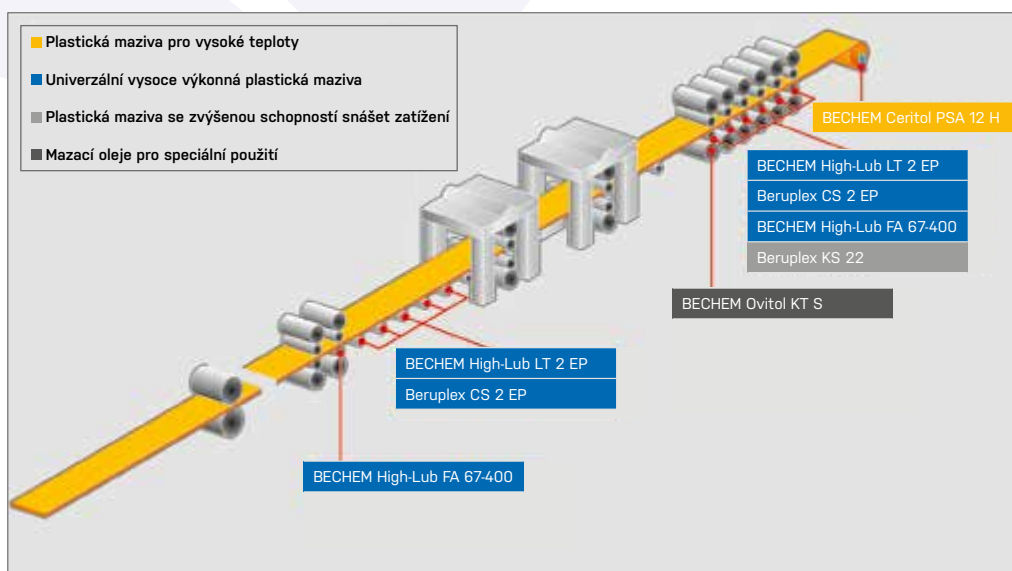 Plastická maziva pro vysoké teploty
Univerzální vysoce výkonná plastická maziva
Plastická maziva se zvýšenou schopností snášet zatížení
Mazací oleje pro speciální použití
BECHEM Ceritol PSA 12 H
BECHEM High-Lub LT 2 EP
Beruplex CS 2 EP
BECHEM High-Lub FA 67-400
Beruplex KS 22
BECHEM Ovitol KT S
BECHEM High-Lub LT 2 EP
Beruplex CS 2 EP
BECHEM High-Lub FA 67-400